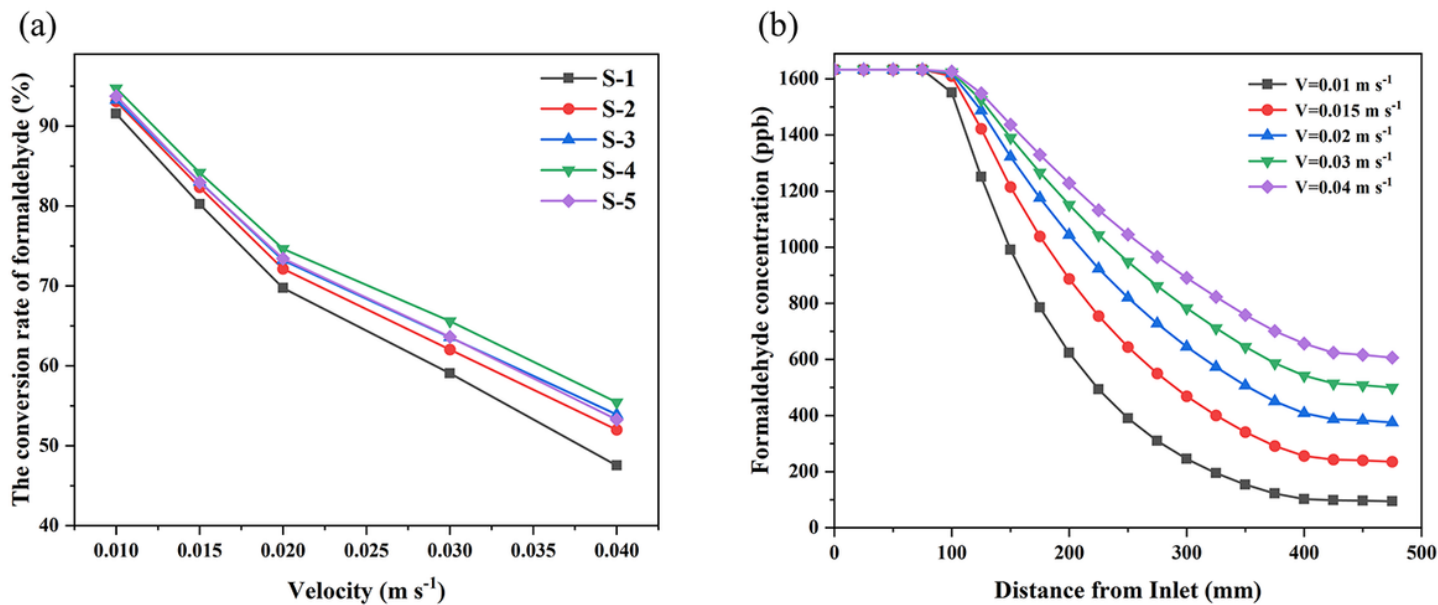 (a)
The conversion rate of formaldehyde (%)
90
80
70
60
50
40
0.010 0.015 0.020 0.025 0.030 0.035 0.040
Velocity (m s⁻¹)
S-1
S-2
S-3
S-4
S-5
(b)
Formaldehyde concentration (ppb)
1600
1400
1200
1000
800
600
400
200
0
0 100 200 300 400 500
Distance from Inlet (mm)
V=0.01 m s⁻¹
V=0.015 m s⁻¹
V=0.02 m s⁻¹
V=0.03 m s⁻¹
V=0.04 m s⁻¹